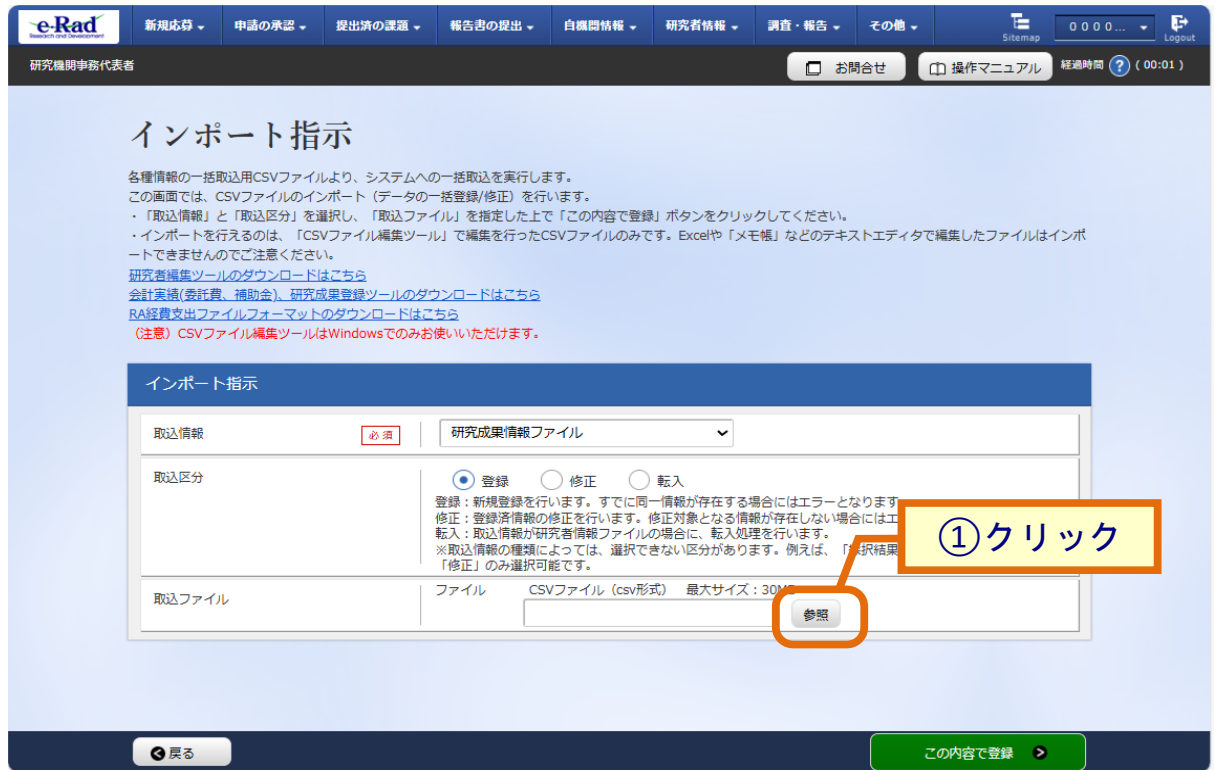 e-Rad
Research and Development
新規応募
申請の承認
提出済の課題
報告書の提出
自機関情報
研究者情報
調査・報告
その他
Sitemap
0000...
Logout
研究機関事務代表者
お問合せ
操作マニュアル
経過時間 ? ( 00:01 )
インポート指示
各種情報の一括取込用CSVファイルより、システムへの一括取込を実行します。
この画面では、CSVファイルのインポート（データの一括登録/修正）を行います。
・「取込情報」と「取込区分」を選択し、「取込ファイル」を指定した上で「この内容で登録」ボタンをクリックしてください。
・インポートを行えるのは、「CSVファイル編集ツール」で編集を行ったCSVファイルのみです。Excelや「メモ帳」などのテキストエディタで編集したファイルはインポ
ートできませんのでご注意ください。
研究者編集ツールのダウンロードはこちら
会計実績(委託費、補助金)、研究成果登録ツールのダウンロードはこちら
RA経費支出ファイルフォーマットのダウンロードはこちら
（注意）CSVファイル編集ツールはWindowsでのみお使いいただけます。
インポート指示
取込情報
必須
研究成果情報ファイル
取込区分
登録 修正 転入
登録：新規登録を行います。すでに同一情報が存在する場合にはエラーとなります
修正：登録済情報の修正を行います。修正対象となる情報が存在しない場合にはエ
転入：取込情報が研究者情報ファイルの場合に、転入処理を行います。
※取込情報の種類によっては、選択できない区分があります。例えば、「採択結果
「修正」のみ選択可能です。
①クリック
取込ファイル
ファイル CSVファイル（csv形式） 最大サイズ：30M
参照
戻る
この内容で登録